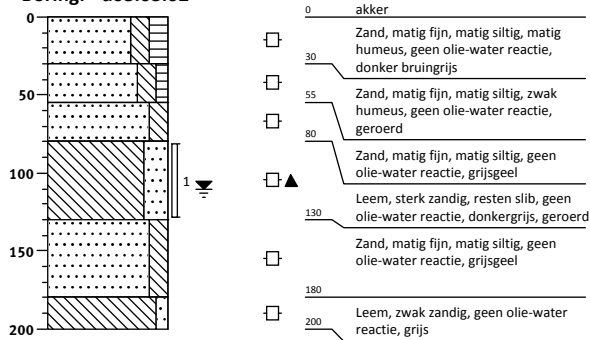 0
50
100
150
200
1
0
akker
Zand, matig fijn, matig siltig, matig
humeus, geen olie-water reactie,
donker bruingrijs
30
Zand, matig fijn, matig siltig, zwak
humeus, geen olie-water reactie,
geroerd
55
Zand, matig fijn, matig siltig, geen
olie-water reactie, grijsgeel
80
Leem, sterk zandig, resten slib, geen
olie-water reactie, donkergrijs, geroerd
130
Zand, matig fijn, matig siltig, geen
olie-water reactie, grijsgeel
180
Leem, zwak zandig, geen olie-water
reactie, grijs
200